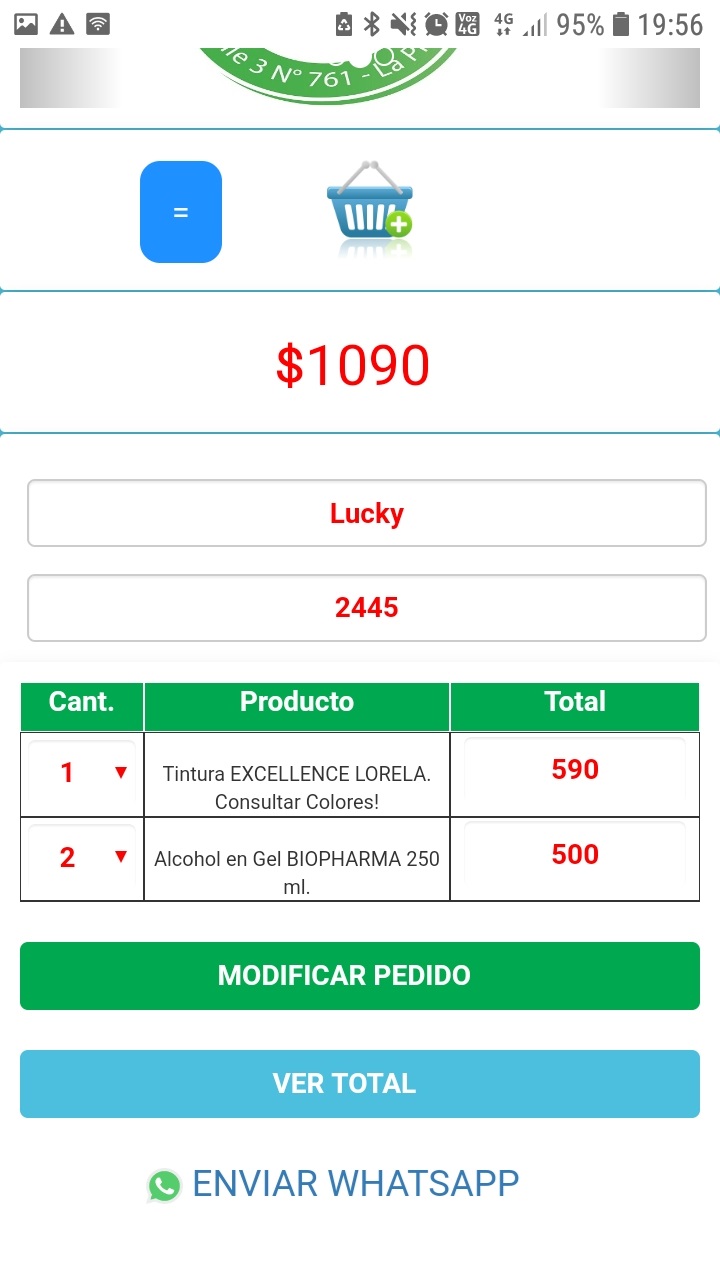 Voz 4G 4G 95% 19:56
lle 3 Nº 761 - La P
=
$1090
Lucky
2445
Cant. Producto Total
1 ▼ Tintura EXCELLENCE LORELA. 590
Consultar Colores!
2 ▼ Alcohol en Gel BIOPHARMA 250 500
ml.
MODIFICAR PEDIDO
VER TOTAL
ENVIAR WHATSAPP